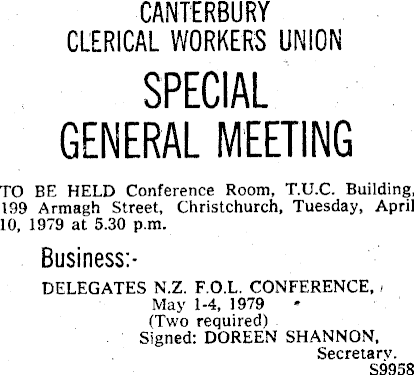 CANTERBURY
CLERICAL WORKERS UNION
SPECIAL
GENERAL MEETING
TO BE HELD Conference Room, T.U.C. Building,
199 Armagh Street, Christchurch, Tuesday, April
10, 1979 at 5.30 p.m.
Business:-
DELEGATES N.Z. F.O.L. CONFERENCE,
May 1-4, 1979
(Two required)
Signed: DOREEN SHANNON,
Secretary.
S9958